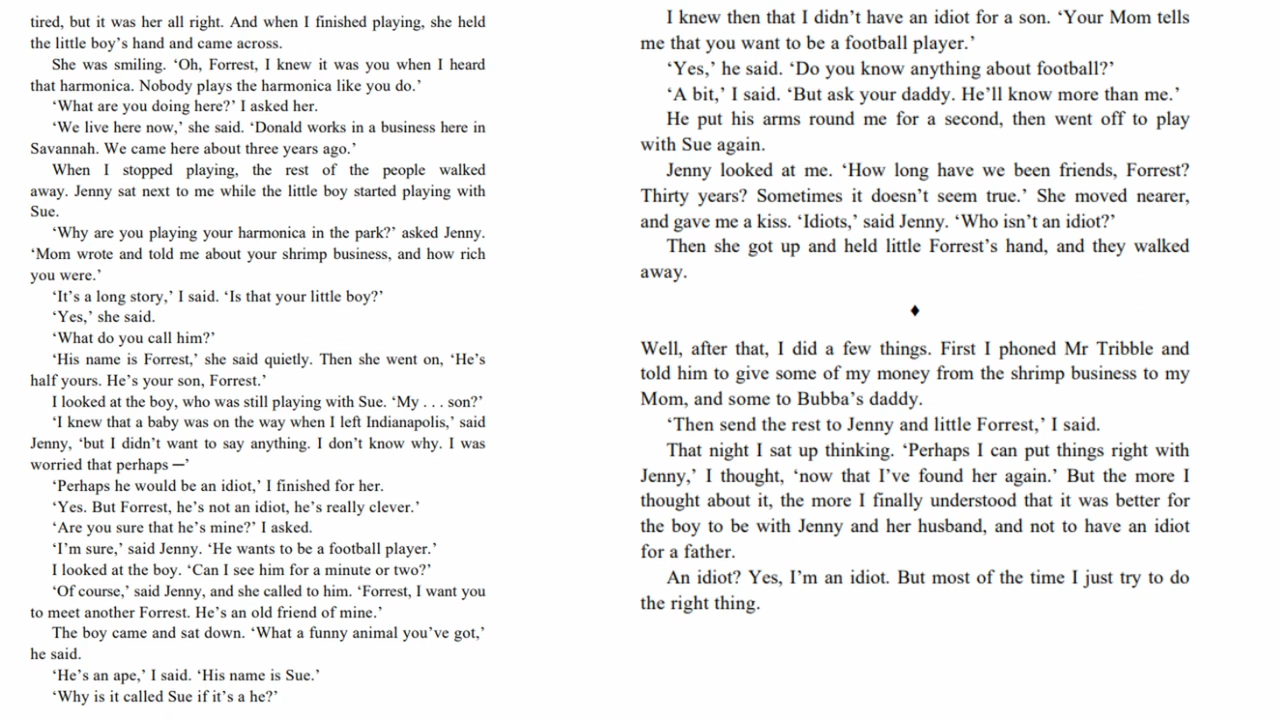 tired, but it was her all right. And when I finished playing, she held
the little boy’s hand and came across.
She was smiling. ‘Oh, Forrest, I knew it was you when I heard
that harmonica. Nobody plays the harmonica like you do.’
‘What are you doing here?’ I asked her.
‘We live here now,’ she said. ‘Donald works in a business here in
Savannah. We came here about three years ago.’
When I stopped playing, the rest of the people walked
away. Jenny sat next to me while the little boy started playing with
Sue.
‘Why are you playing your harmonica in the park?’ asked Jenny.
‘Mom wrote and told me about your shrimp business, and how rich
you were.’
‘It’s a long story,’ I said. ‘Is that your little boy?’
‘Yes,’ she said.
‘What do you call him?’
‘His name is Forrest,’ she said quietly. Then she went on, ‘He’s
half yours. He’s your son, Forrest.’
I looked at the boy, who was still playing with Sue. ‘My . . . son?’
‘I knew that a baby was on the way when I left Indianapolis,’ said
Jenny, ‘but I didn’t want to say anything. I don’t know why. I was
worried that perhaps —’
‘Perhaps he would be an idiot,’ I finished for her.
‘Yes. But Forrest, he’s not an idiot, he’s really clever.’
‘Are you sure that he’s mine?’ I asked.
‘I’m sure,’ said Jenny. ‘He wants to be a football player.’
I looked at the boy. ‘Can I see him for a minute or two?’
‘Of course,’ said Jenny, and she called to him. ‘Forrest, I want you
to meet another Forrest. He’s an old friend of mine.’
The boy came and sat down. ‘What a funny animal you’ve got,’
he said.
‘He’s an ape,’ I said. ‘His name is Sue.’
‘Why is it called Sue if it’s a he?’
I knew then that I didn’t have an idiot for a son. ‘Your Mom tells
me that you want to be a football player.’
‘Yes,’ he said. ‘Do you know anything about football?’
‘A bit,’ I said. ‘But ask your daddy. He’ll know more than me.’
He put his arms round me for a second, then went off to play
with Sue again.
Jenny looked at me. ‘How long have we been friends, Forrest?
Thirty years? Sometimes it doesn’t seem true.’ She moved nearer,
and gave me a kiss. ‘Idiots,’ said Jenny. ‘Who isn’t an idiot?’
Then she got up and held little Forrest’s hand, and they walked
away.
♦
Well, after that, I did a few things. First I phoned Mr Tribble and
told him to give some of my money from the shrimp business to my
Mom, and some to Bubba’s daddy.
‘Then send the rest to Jenny and little Forrest,’ I said.
That night I sat up thinking. ‘Perhaps I can put things right with
Jenny,’ I thought, ‘now that I’ve found her again.’ But the more I
thought about it, the more I finally understood that it was better for
the boy to be with Jenny and her husband, and not to have an idiot
for a father.
An idiot? Yes, I’m an idiot. But most of the time I just try to do
the right thing.